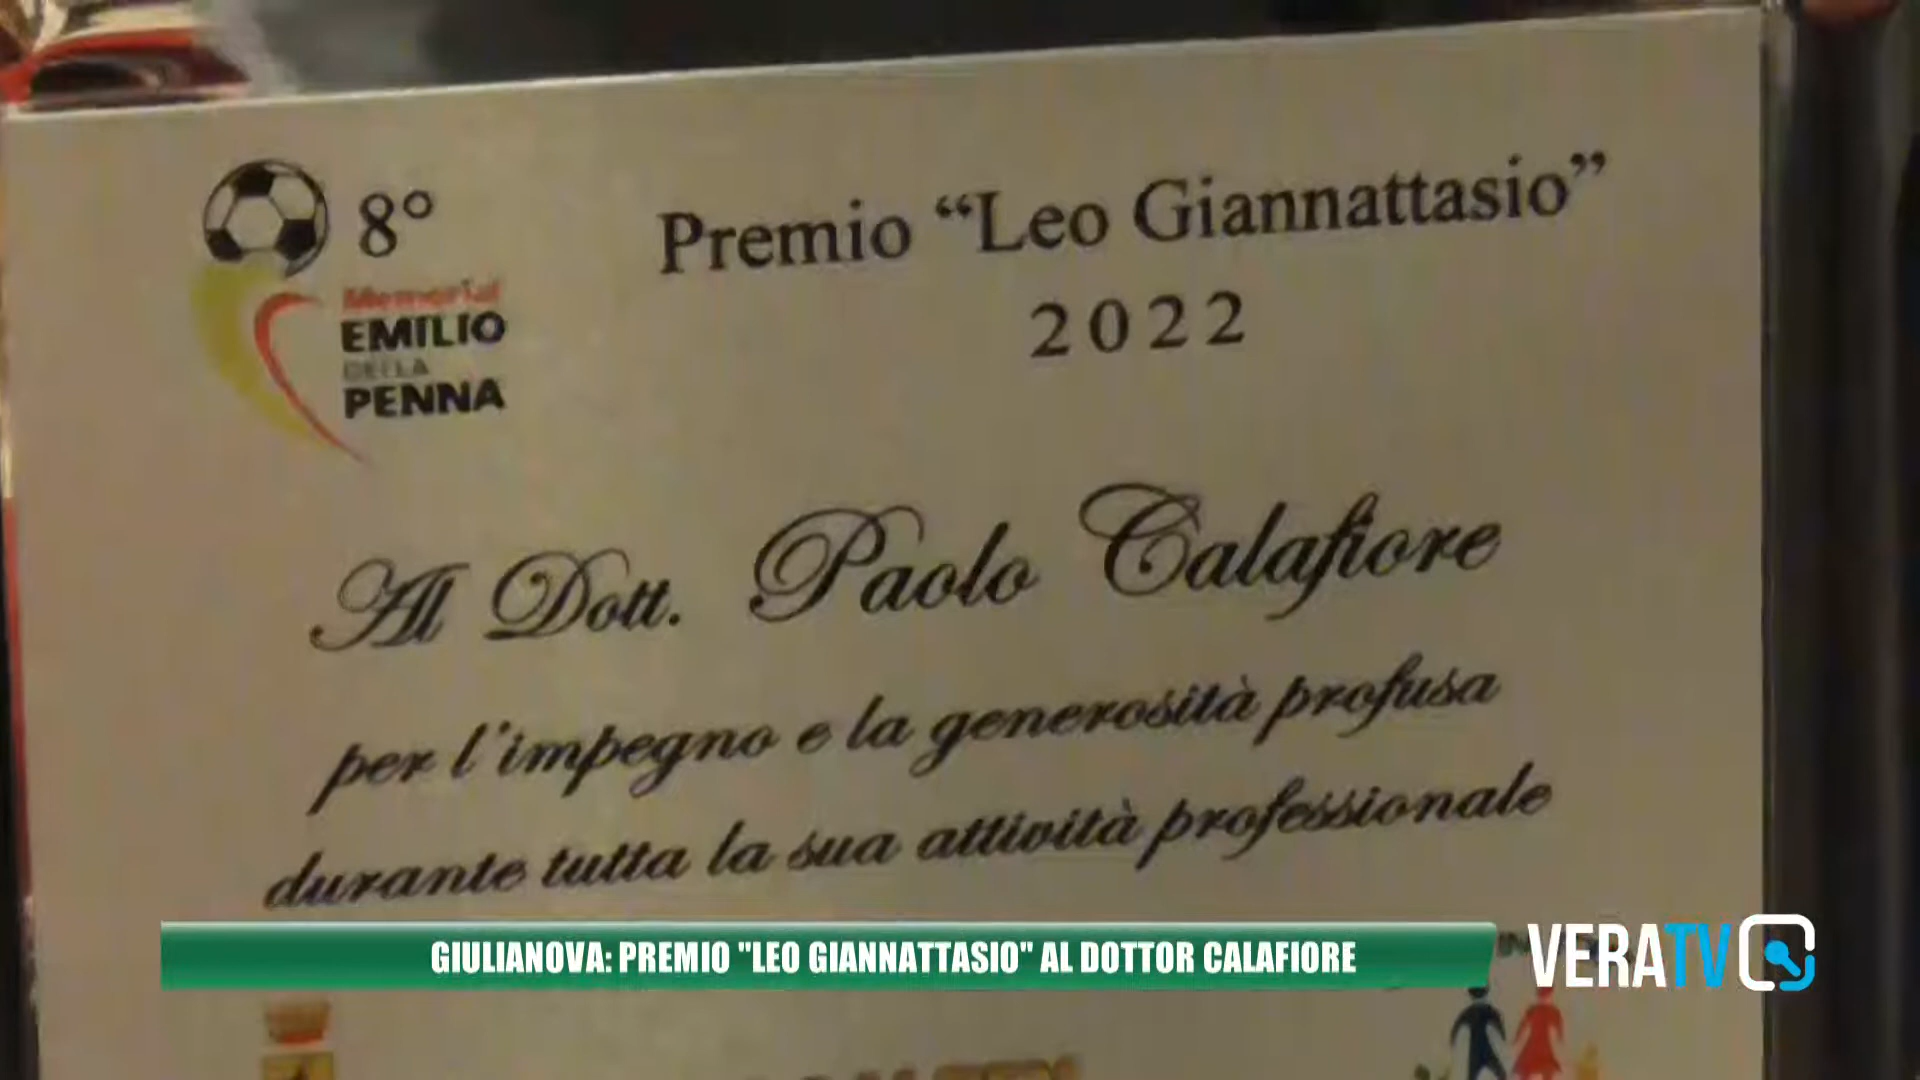 8°
Memorial
EMILIO
DELLA
PENNA
Premio “Leo Giannattasio”
2022
Al Dott. Paolo Calafiore
per l'impegno e la generosità profusa
durante tutta la sua attività professionale
GIULIANOVA: PREMIO "LEO GIANNATTASIO" AL DOTTOR CALAFIORE
VERATV